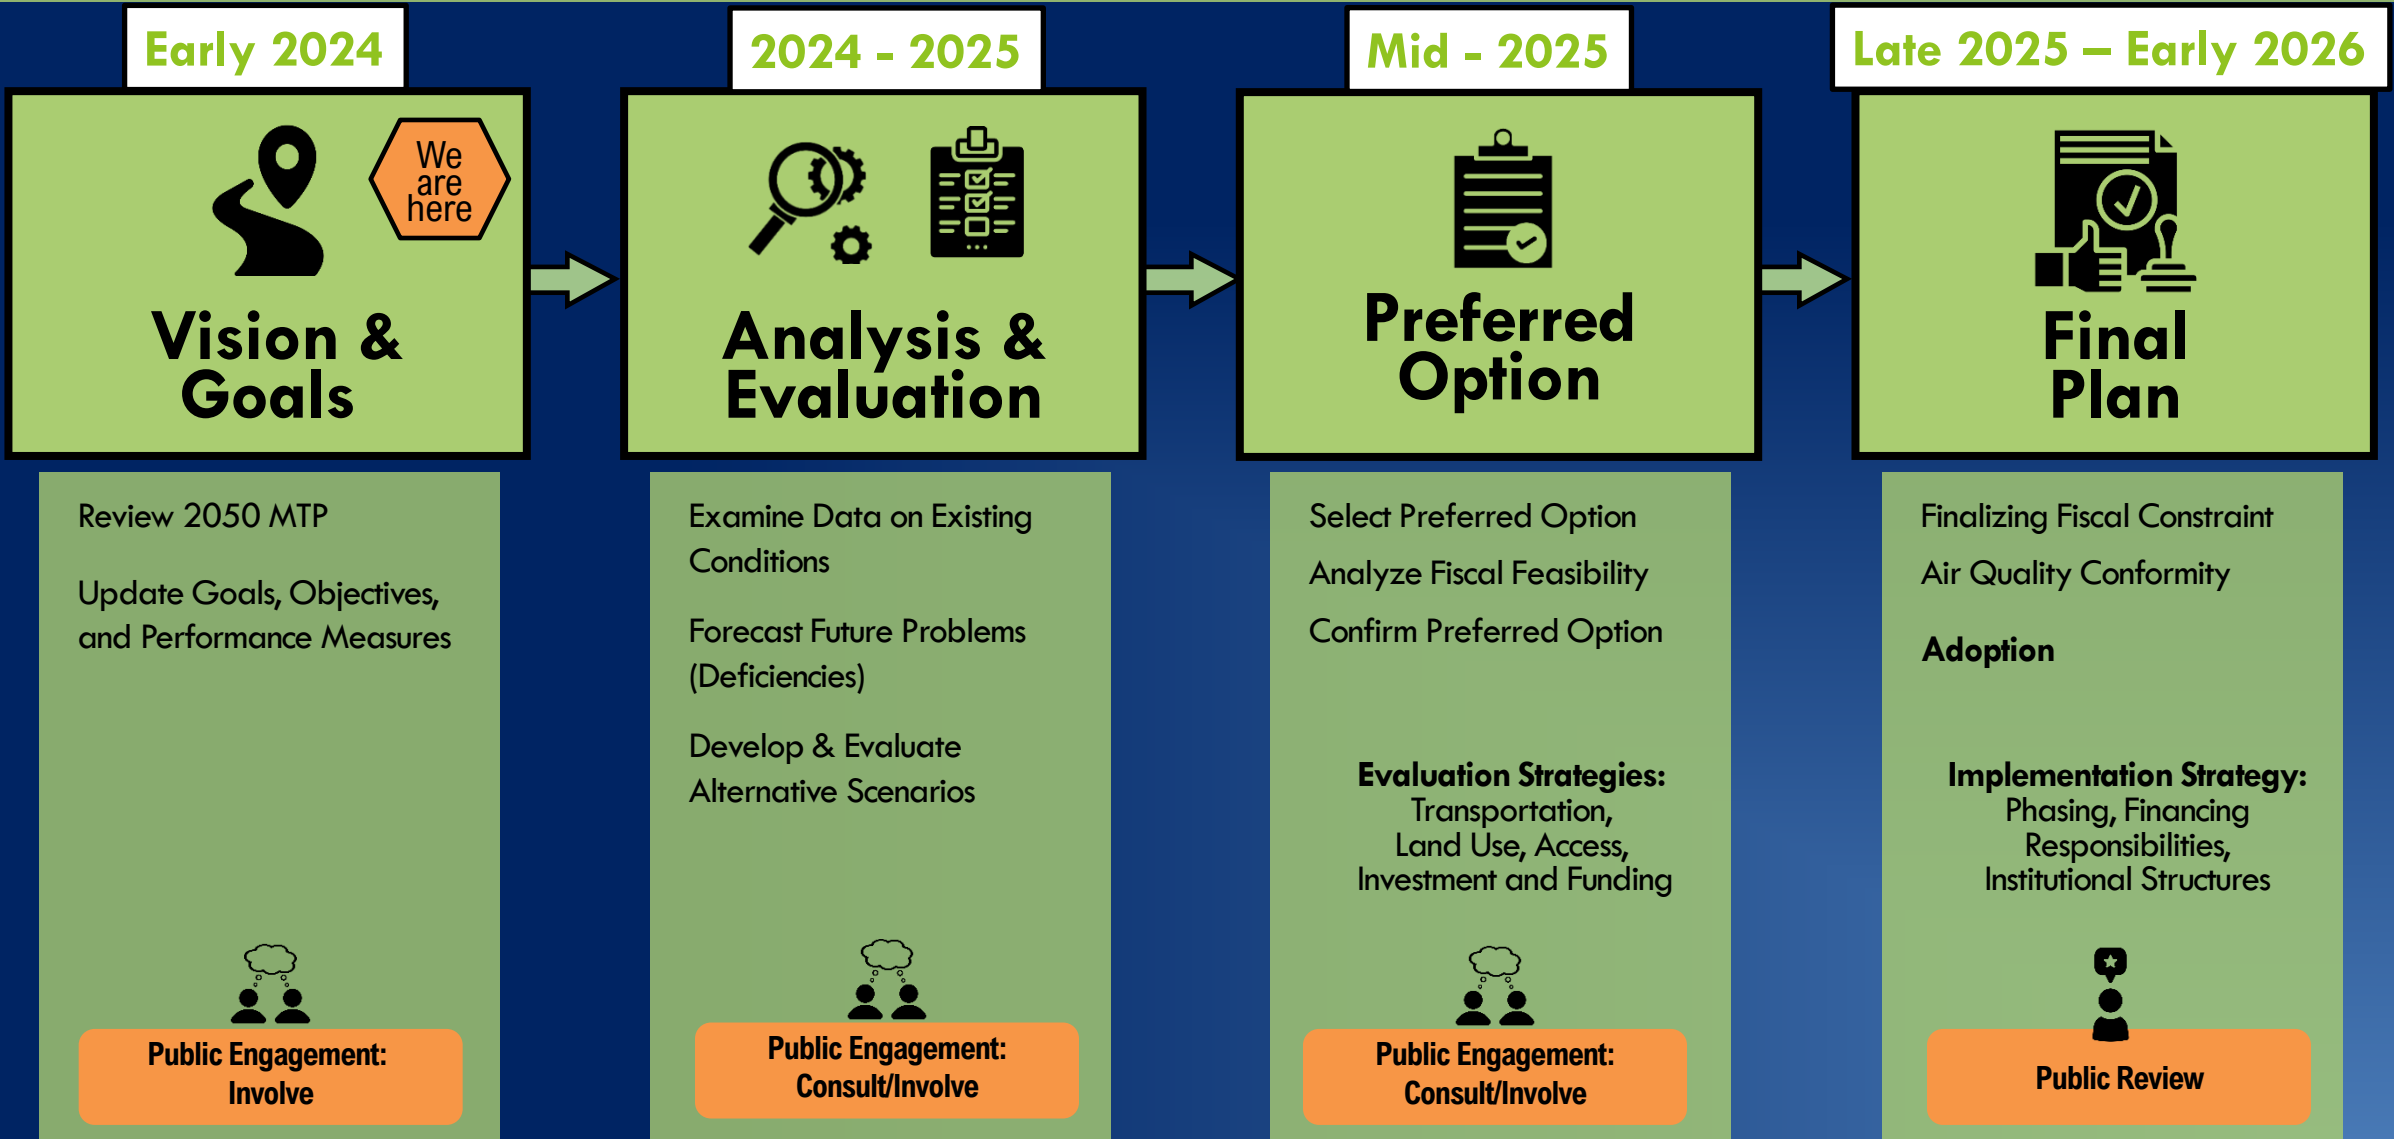 Early 2024
We
are
here
Vision &
Goals
Review 2050 MTP
Update Goals, Objectives,
and Performance Measures
Public Engagement:
Involve
2024 - 2025
Analysis &
Evaluation
Examine Data on Existing
Conditions
Forecast Future Problems
(Deficiencies)
Develop & Evaluate
Alternative Scenarios
Public Engagement:
Consult/Involve
Mid - 2025
Preferred
Option
Select Preferred Option
Analyze Fiscal Feasibility
Confirm Preferred Option
Evaluation Strategies:
Transportation,
Land Use, Access,
Investment and Funding
Public Engagement:
Consult/Involve
Late 2025 – Early 2026
Final
Plan
Finalizing Fiscal Constraint
Air Quality Conformity
Adoption
Implementation Strategy:
Phasing, Financing
Responsibilities,
Institutional Structures
Public Review